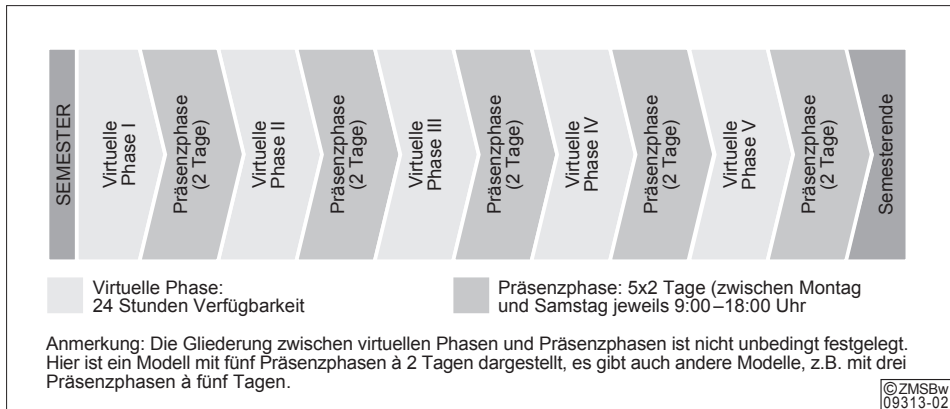 SEMESTER
Virtuelle
Phase I
Präsenzphase
(2 Tage)
Virtuelle
Phase II
Präsenzphase
(2 Tage)
Virtuelle
Phase III
Präsenzphase
(2 Tage)
Virtuelle
Phase IV
Präsenzphase
(2 Tage)
Virtuelle
Phase V
Präsenzphase
(2 Tage)
Semesterende
Virtuelle Phase:
24 Stunden Verfügbarkeit
Präsenzphase: 5x2 Tage (zwischen Montag
und Samstag jeweils 9:00–18:00 Uhr
Anmerkung: Die Gliederung zwischen virtuellen Phasen und Präsenzphasen ist nicht unbedingt festgelegt.
Hier ist ein Modell mit fünf Präsenzphasen à 2 Tagen dargestellt, es gibt auch andere Modelle, z.B. mit drei
Präsenzphasen à fünf Tagen.
©ZMSBw
09313-02